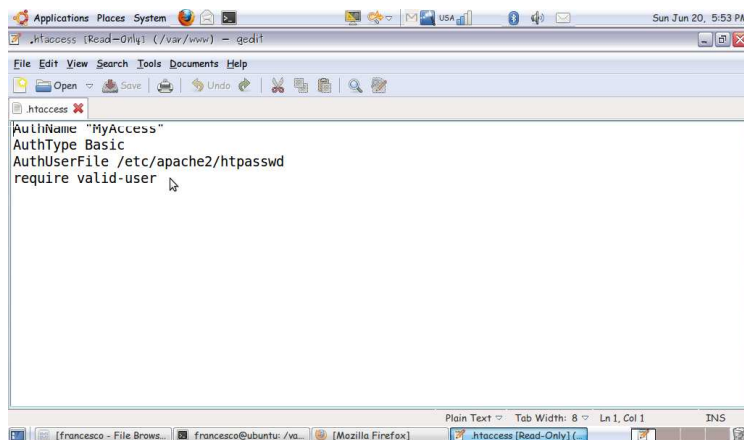 Applications Places System USA Sun Jun 20, 5:53 PM
.htaccess [Read-Only] (/var/www) - gedit
File Edit View Search Tools Documents Help
Open Save Undo
.htaccess
AuthName "MyAccess"
AuthType Basic
AuthUserFile /etc/apache2/htpasswd
require valid-user
Plain Text Tab Width: 8 Ln 1, Col 1 INS
[francesco - File Brows... francesco@ubuntu: /va... [Mozilla Firefox] .htaccess [Read-Only] (...